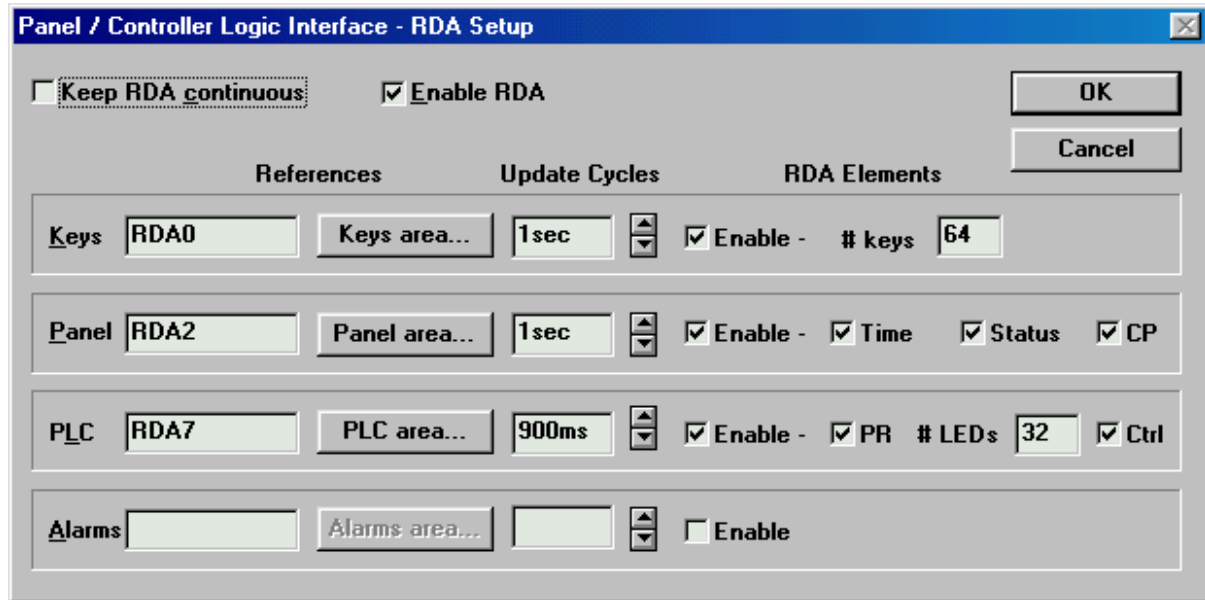 Panel / Controller Logic Interface - RDA Setup
Keep RDA continuous Enable RDA OK
Cancel
References Update Cycles RDA Elements
Keys RDA0 Keys area... 1sec Enable - # keys 64
Panel RDA2 Panel area... 1sec Enable - Time Status CP
PLC RDA7 PLC area... 900ms Enable - PR # LEDs 32 Ctrl
Alarms Alarms area... Enable